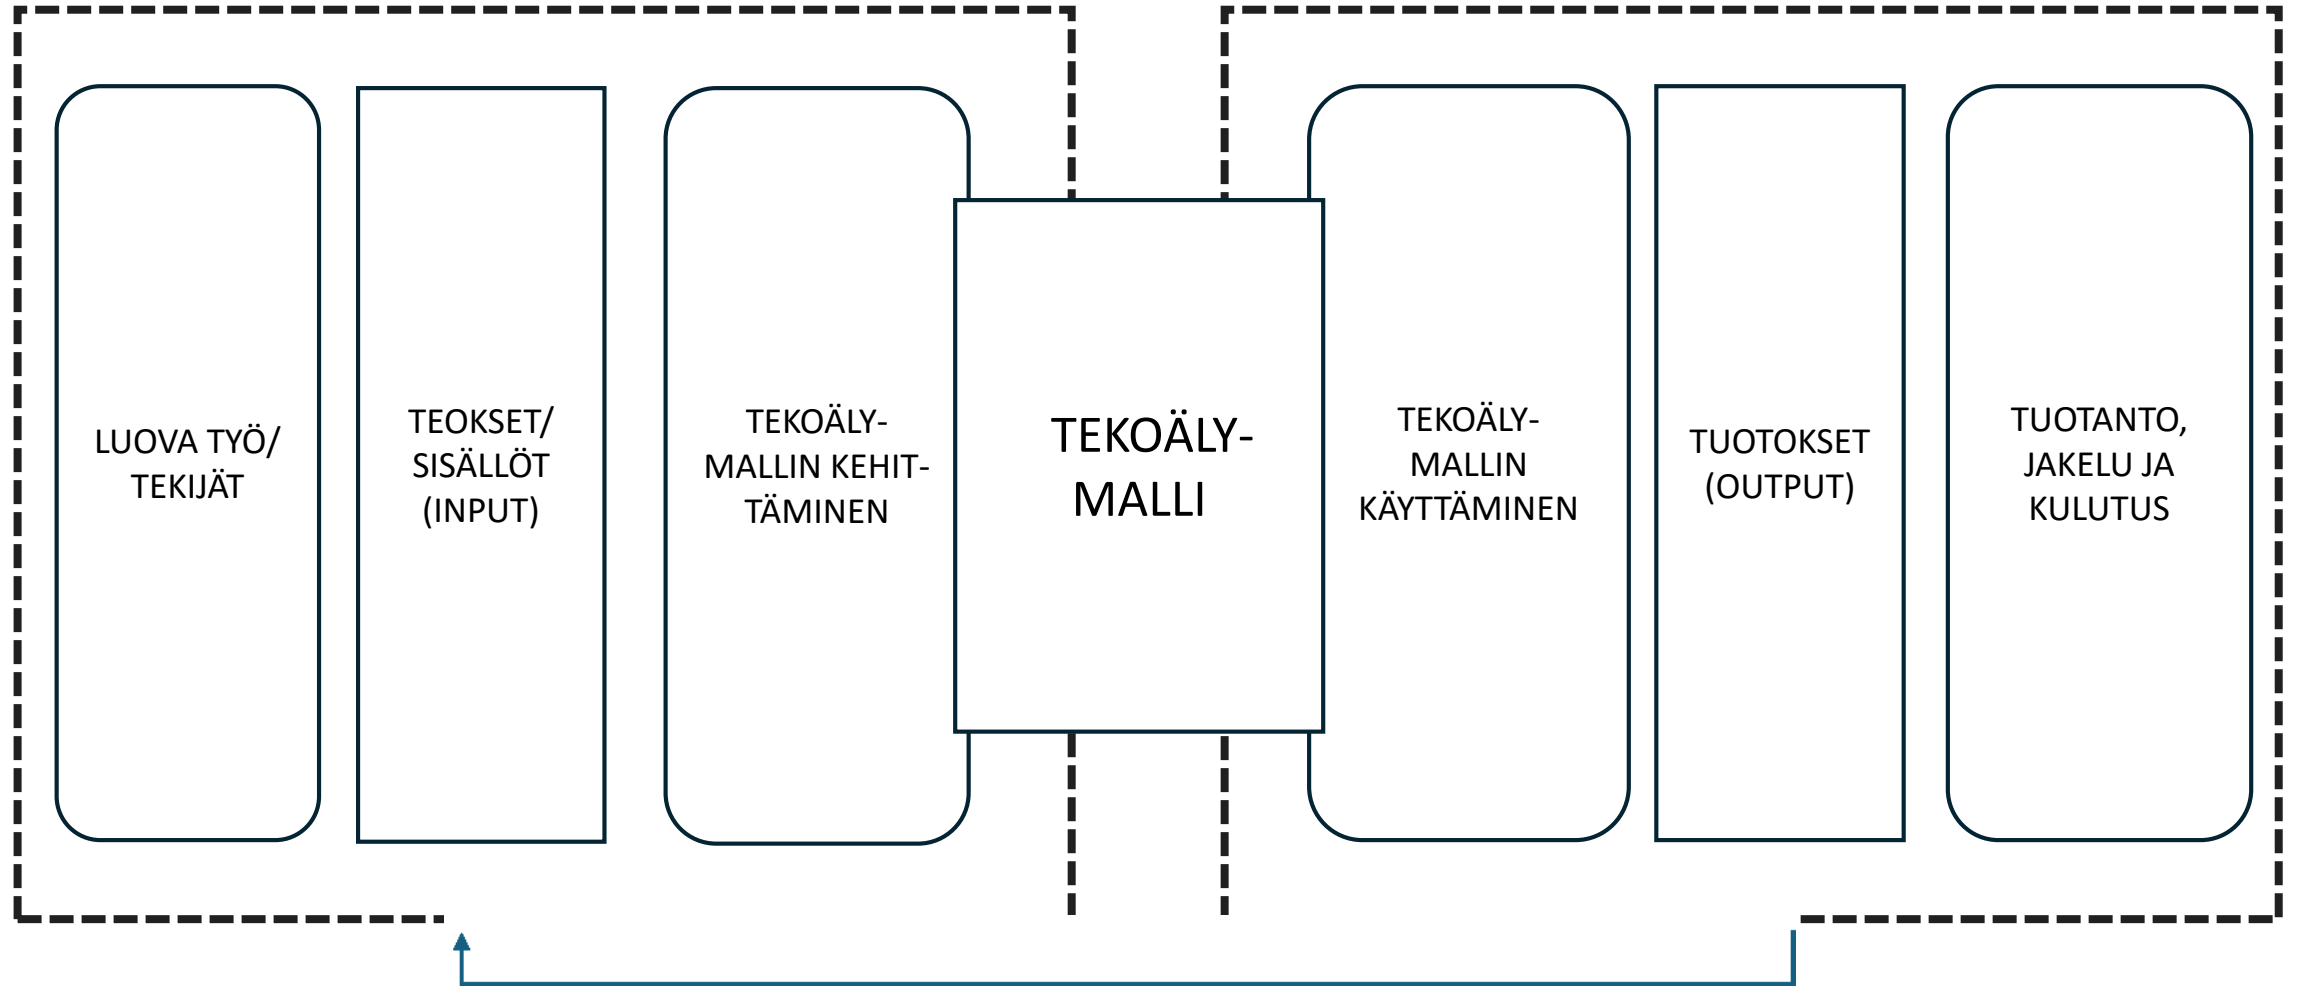 LUOVA TYÖ/
TEKIJÄT
TEOKSET/
SISÄLLÖT
(INPUT)
TEKOÄLY-
MALLIN KEHIT-
TÄMINEN
TEKOÄLY-
MALLI
TEKOÄLY-
MALLIN
KÄYTTÄMINEN
TUOTOKSET
(OUTPUT)
TUOTANTO,
JAKELU JA
KULUTUS